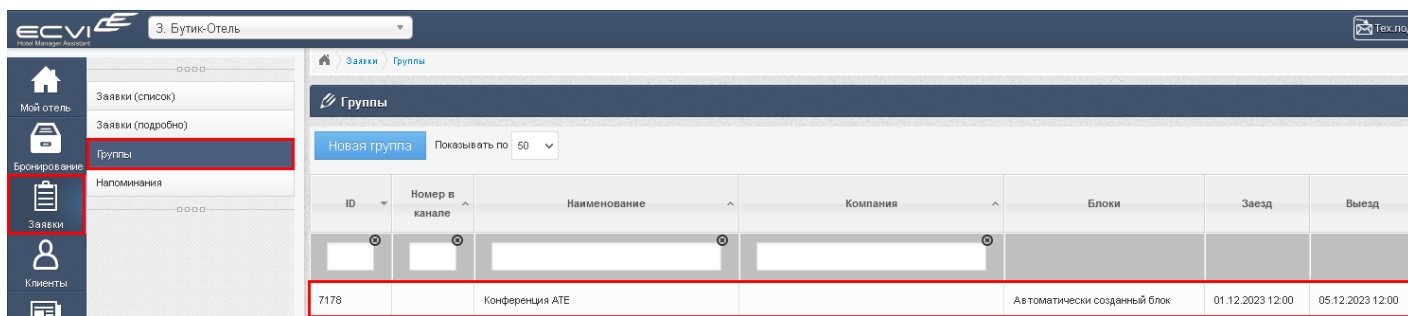 ECVI
Hotel Manager Assistant
3. Бутик-Отель
Тех.по
Мой отель
Бронирование
Заявки
Клиенты
Заявки (список)
Заявки (подробно)
Группы
Напоминания
Заявки Группы
Группы
Новая группа Показывать по 50
ID Номер в канале Наименование Компания Блоки Заезд Выезд
7178 Конференция АТЕ Автоматически созданный блок 01.12.2023 12:00 05.12.2023 12:00